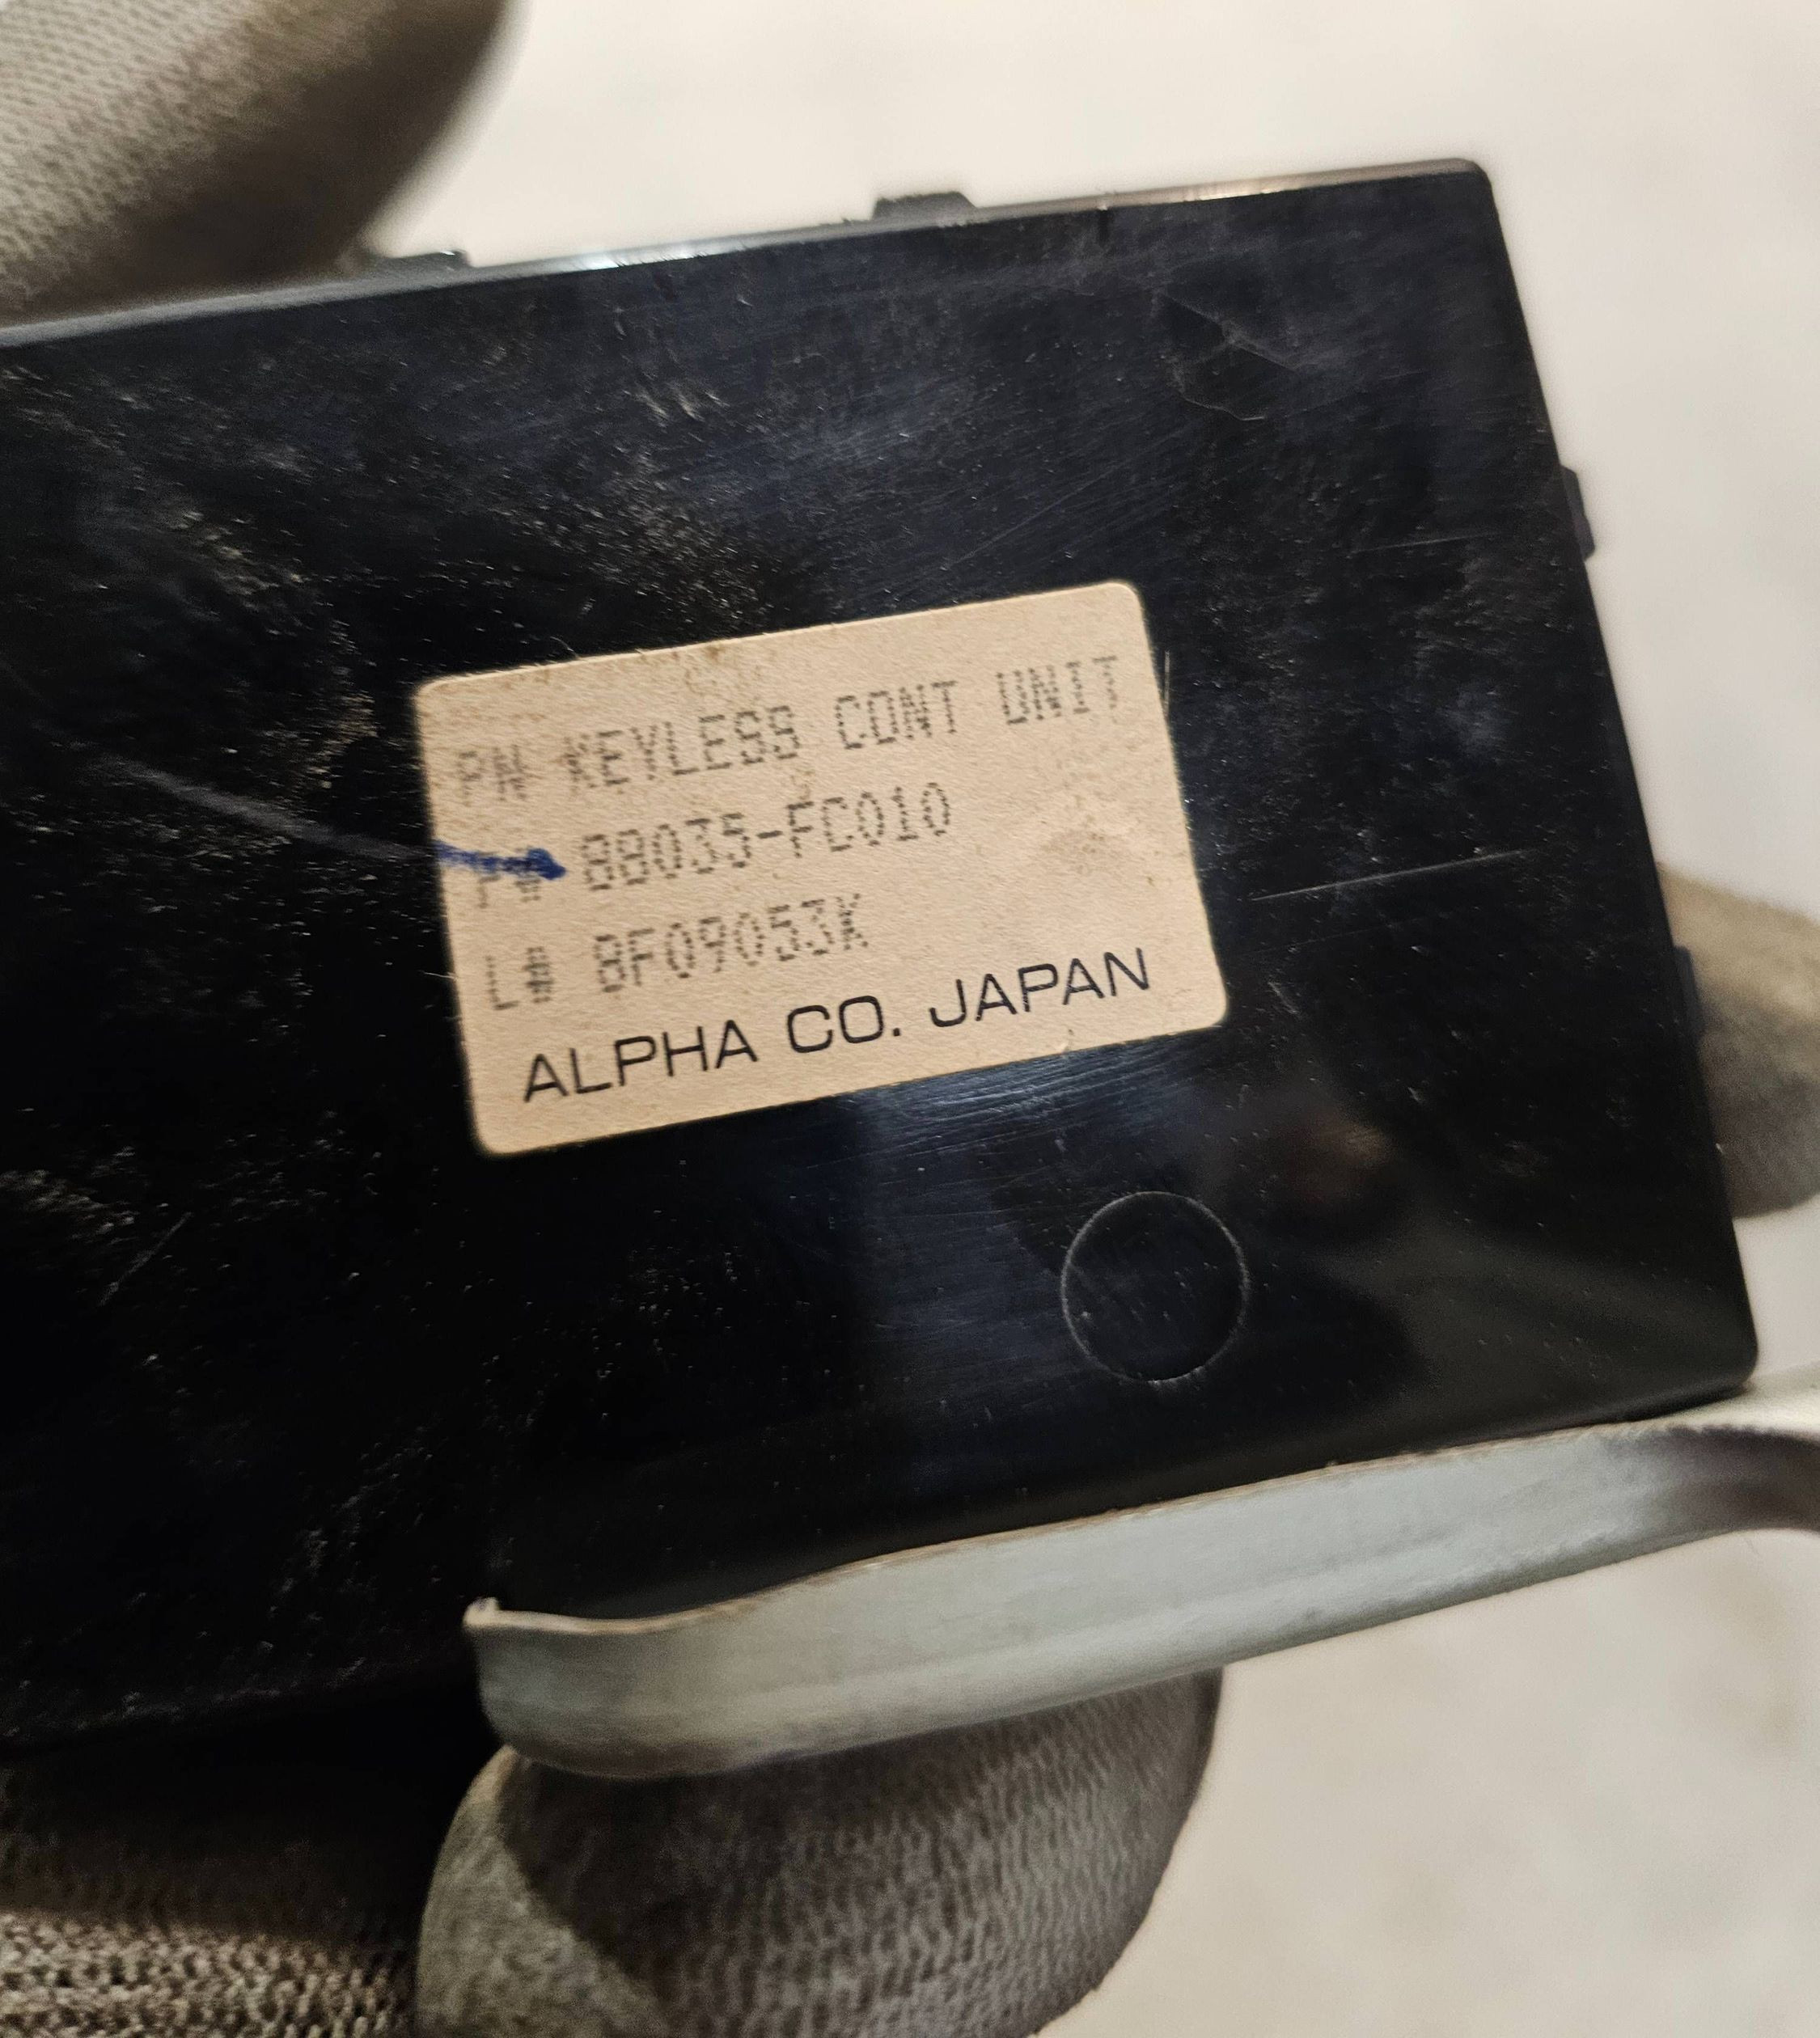 PN KEYLESS CONT UNIT
P# 88035-FC010
L# 8F09053K
ALPHA CO. JAPAN